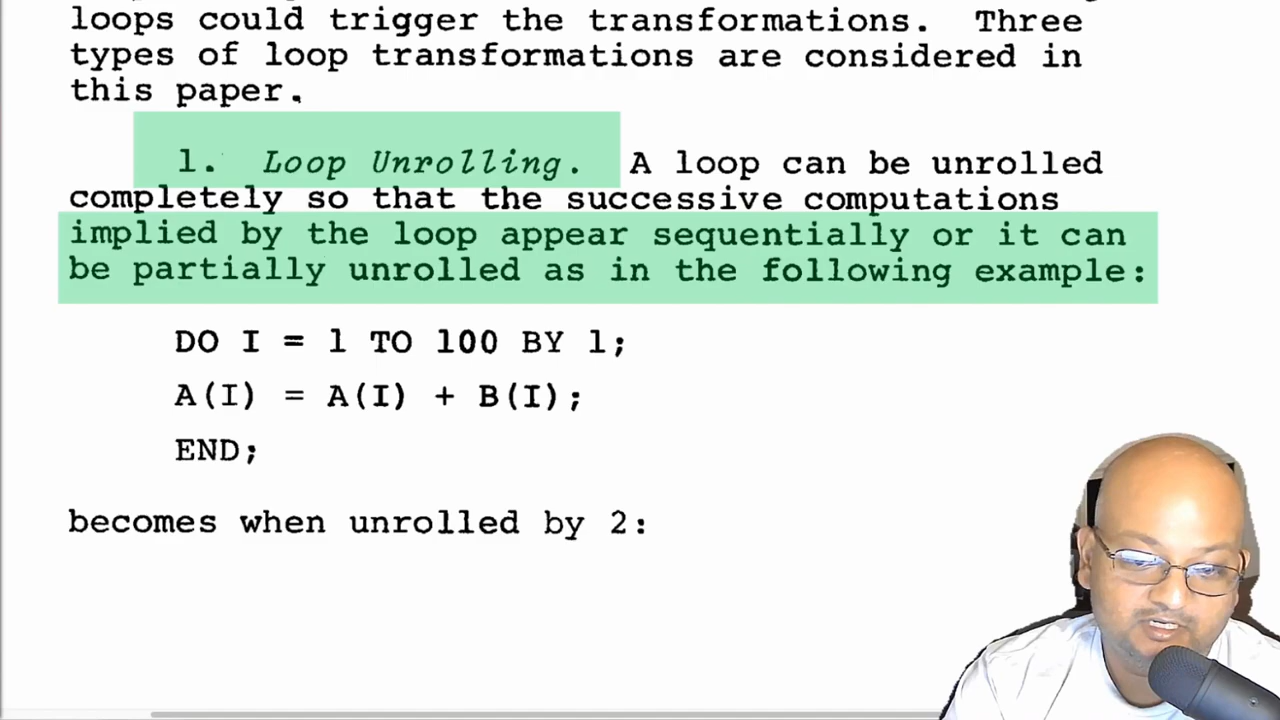 loops could trigger the transformations. Three
types of loop transformations are considered in
this paper.
1. Loop Unrolling. A loop can be unrolled
completely so that the successive computations
implied by the loop appear sequentially or it can
be partially unrolled as in the following example:
DO I = 1 TO 100 BY 1;
A(I) = A(I) + B(I);
END;
becomes when unrolled by 2: